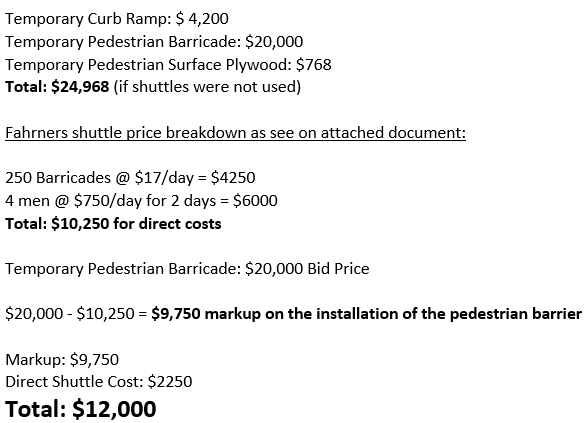 Temporary Curb Ramp: $ 4,200
Temporary Pedestrian Barricade: $20,000
Temporary Pedestrian Surface Plywood: $768
Total: $24,968 (if shuttles were not used)
Fahrners shuttle price breakdown as see on attached document:
250 Barricades @ $17/day = $4250
4 men @ $750/day for 2 days = $6000
Total: $10,250 for direct costs
Temporary Pedestrian Barricade: $20,000 Bid Price
$20,000 - $10,250 = $9,750 markup on the installation of the pedestrian barrier
Markup: $9,750
Direct Shuttle Cost: $2250
Total: $12,000